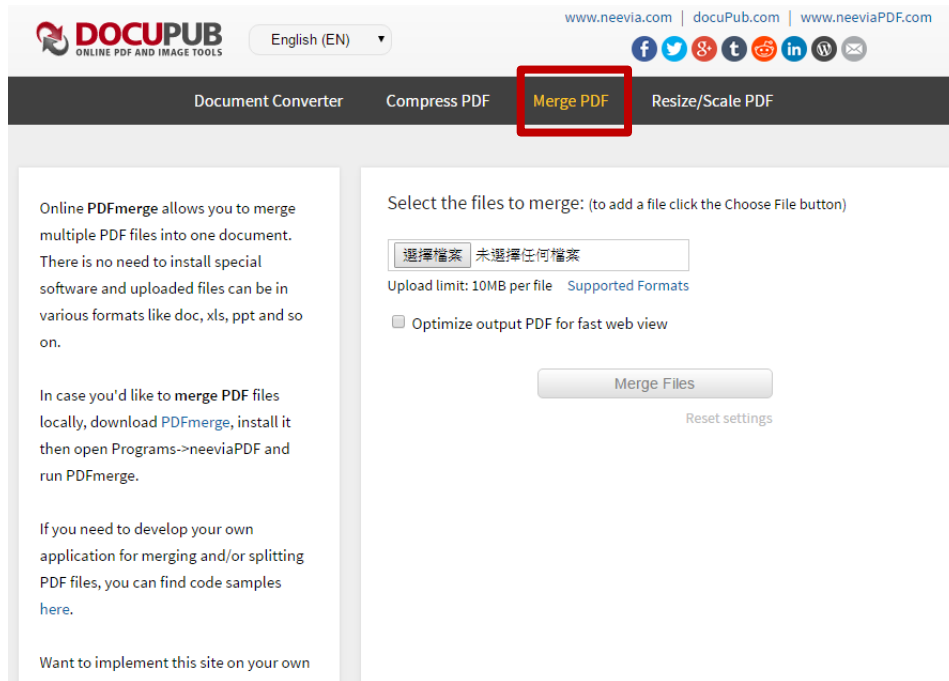 www.neevia.com | docuPub.com | www.neeviaPDF.com
DOCUPUB
ONLINE PDF AND IMAGE TOOLS
English (EN)
Document Converter Compress PDF Merge PDF Resize/Scale PDF
Online PDFmerge allows you to merge
multiple PDF files into one document.
There is no need to install special
software and uploaded files can be in
various formats like doc, xls, ppt and so
on.
In case you'd like to merge PDF files
locally, download PDFmerge, install it
then open Programs->neeviaPDF and
run PDFmerge.
If you need to develop your own
application for merging and/or splitting
PDF files, you can find code samples
here.
Want to implement this site on your own
Select the files to merge: (to add a file click the Choose File button)
選擇檔案 未選擇任何檔案
Upload limit: 10MB per file Supported Formats
Optimize output PDF for fast web view
Merge Files
Reset settings